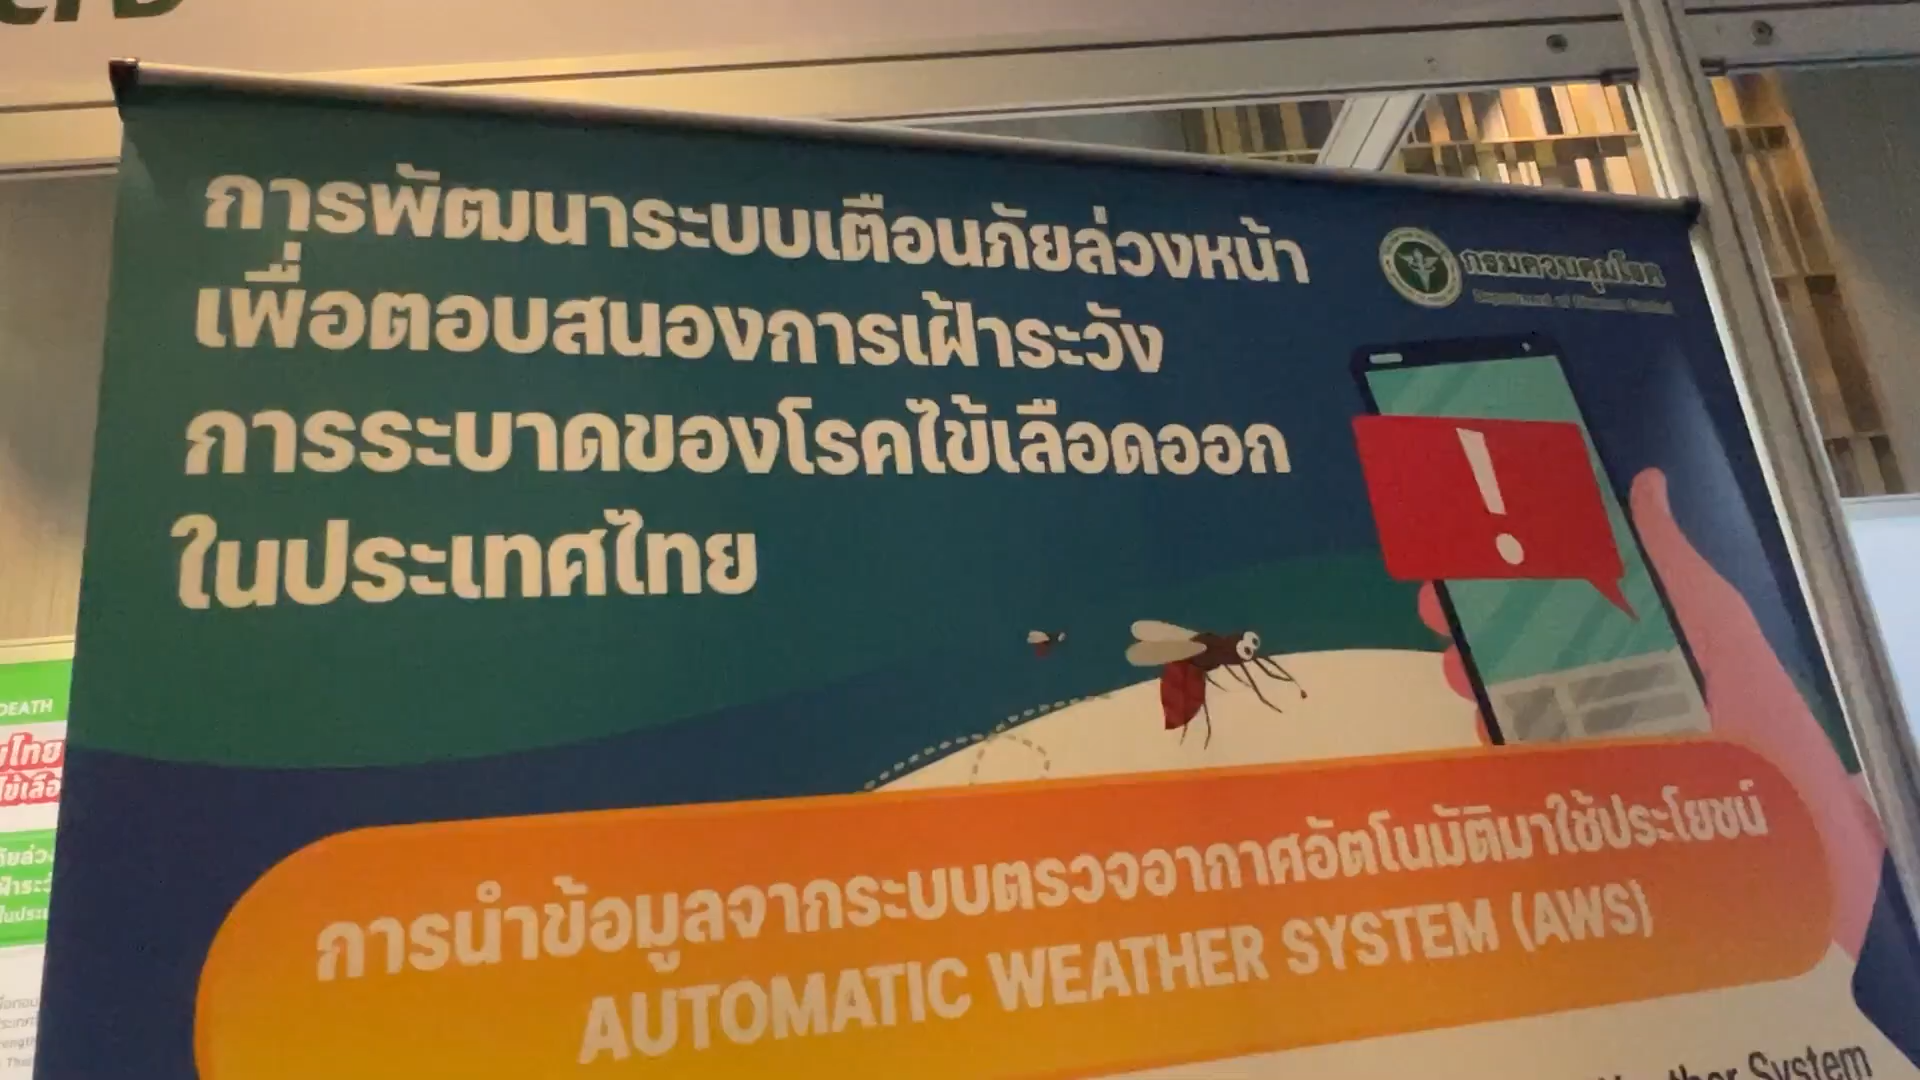 การพัฒนาระบบเตือนภัยล่วงหน้า
เพื่อตอบสนองการเฝ้าระวัง
การระบาดของโรคไข้เลือดออก
ในประเทศไทย
กรมควบคุมโรค
Department of Disease Control
!
การนำข้อมูลจากระบบตรวจอากาศอัตโนมัติมาใช้ประโยชน์
AUTOMATIC WEATHER SYSTEM (AWS)
System
DEATH